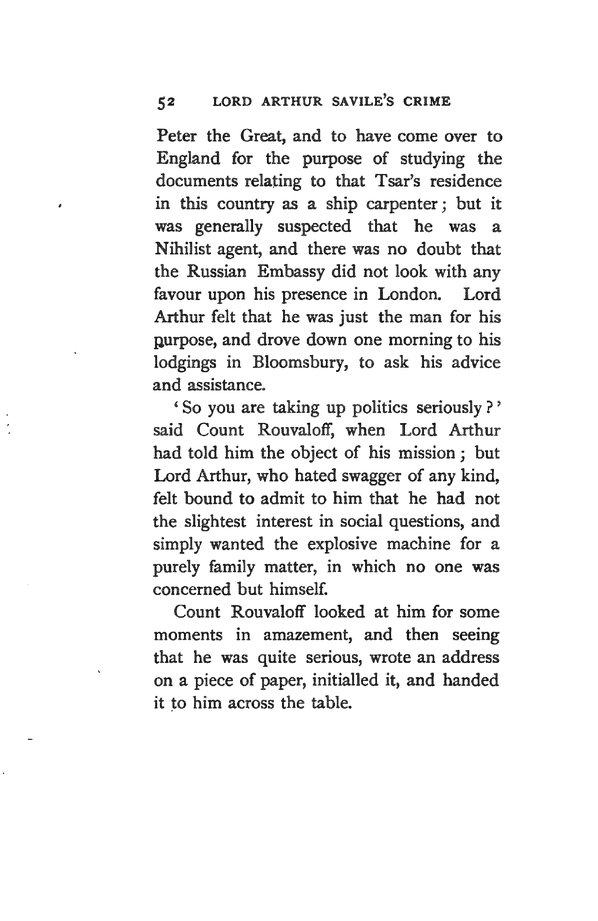 52 LORD ARTHUR SAVILE'S CRIME
Peter the Great, and to have come over to
England for the purpose of studying the
documents relating to that Tsar's residence
in this country as a ship carpenter; but it
was generally suspected that he was a
Nihilist agent, and there was no doubt that
the Russian Embassy did not look with any
favour upon his presence in London. Lord
Arthur felt that he was just the man for his
purpose, and drove down one morning to his
lodgings in Bloomsbury, to ask his advice
and assistance.
‘So you are taking up politics seriously?’
said Count Rouvaloff, when Lord Arthur
had told him the object of his mission; but
Lord Arthur, who hated swagger of any kind,
felt bound to admit to him that he had not
the slightest interest in social questions, and
simply wanted the explosive machine for a
purely family matter, in which no one was
concerned but himself.
Count Rouvaloff looked at him for some
moments in amazement, and then seeing
that he was quite serious, wrote an address
on a piece of paper, initialled it, and handed
it to him across the table.